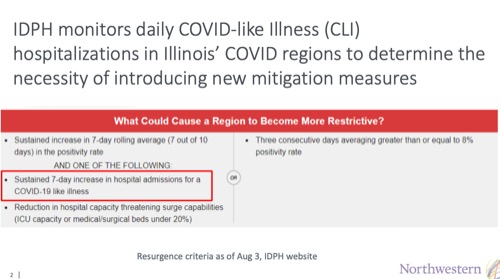 IDPH monitors daily COVID-like Illness (CLI)
hospitalizations in Illinois’ COVID regions to determine the
necessity of introducing new mitigation measures
What Could Cause a Region to Become More Restrictive?
• Sustained increase in 7-day rolling average (7 out of 10
days) in the positivity rate
AND ONE OF THE FOLLOWING:
• Sustained 7-day increase in hospital admissions for a
COVID-19 like illness
• Reduction in hospital capacity threatening surge capabilities
(ICU capacity or medical/surgical beds under 20%)
OR
• Three consecutive days averaging greater than or equal to 8%
positivity rate
Resurgence criteria as of Aug 3, IDPH website
2 |
Northwestern